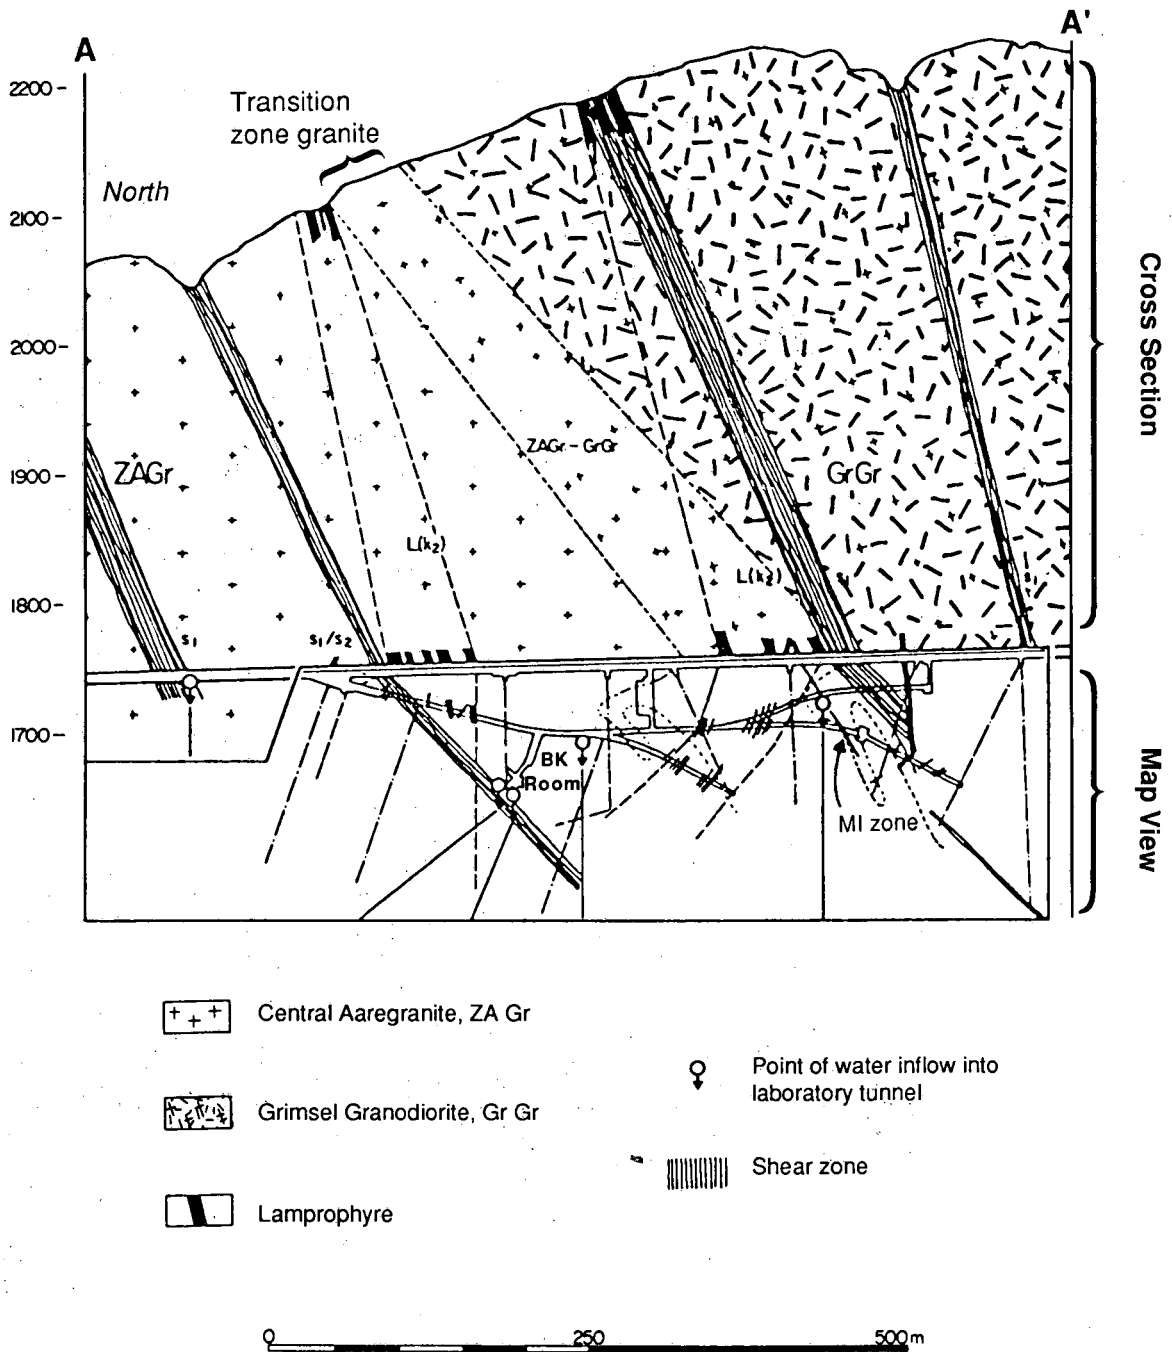 A
A'
2200
Transition
zone granite
North
2100
2000
1900
ZAGr
ZAGr – GrGr
GrGr
L(k2)
L(k2)
1800
s1
s1/s2
1700
BK
Room
MI zone
Cross Section
Map View
Central Aaregranite, ZA Gr
Grimsel Granodiorite, Gr Gr
Lamprophyre
Point of water inflow into
laboratory tunnel
Shear zone
0 250 500m